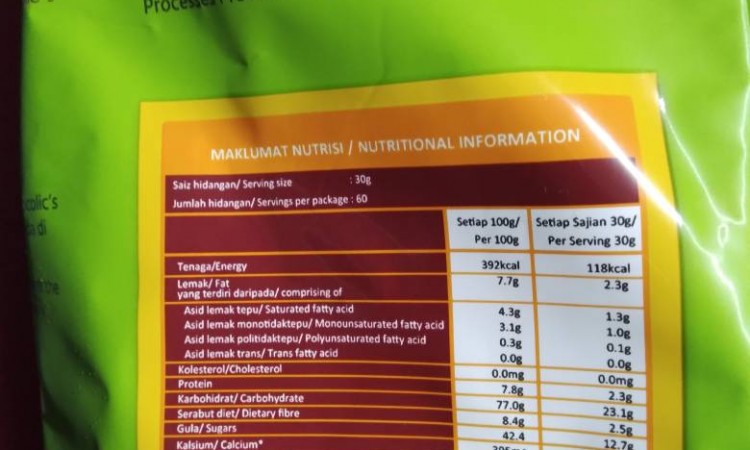 MAKLUMAT NUTRISI / NUTRITIONAL INFORMATION
Saiz hidangan/ Serving size : 30g
Jumlah hidangan/ Servings per package : 60
Setiap 100g/ Per 100g
Setiap Sajian 30g/ Per Serving 30g
Tenaga/Energy 392kcal 118kcal
Lemak/ Fat 7.7g 2.3g
yang terdiri daripada/ comprising of
Asid lemak tepu/ Saturated fatty acid 4.3g 1.3g
Asid lemak monotidaktepu/ Monounsaturated fatty acid 3.1g 1.0g
Asid lemak politidaktepu/ Polyunsaturated fatty acid 0.3g 0.1g
Asid lemak trans/ Trans fatty acid 0.0g 0.0g
Kolesterol/Cholesterol 0.0mg 0.0mg
Protein 7.8g 2.3g
Karbohidrat/ Carbohydrate 77.0g 23.1g
Serabut diet/ Dietary fibre 8.4g 2.5g
Gula/ Sugars 42.4 12.7g
Kalsium/ Calcium*